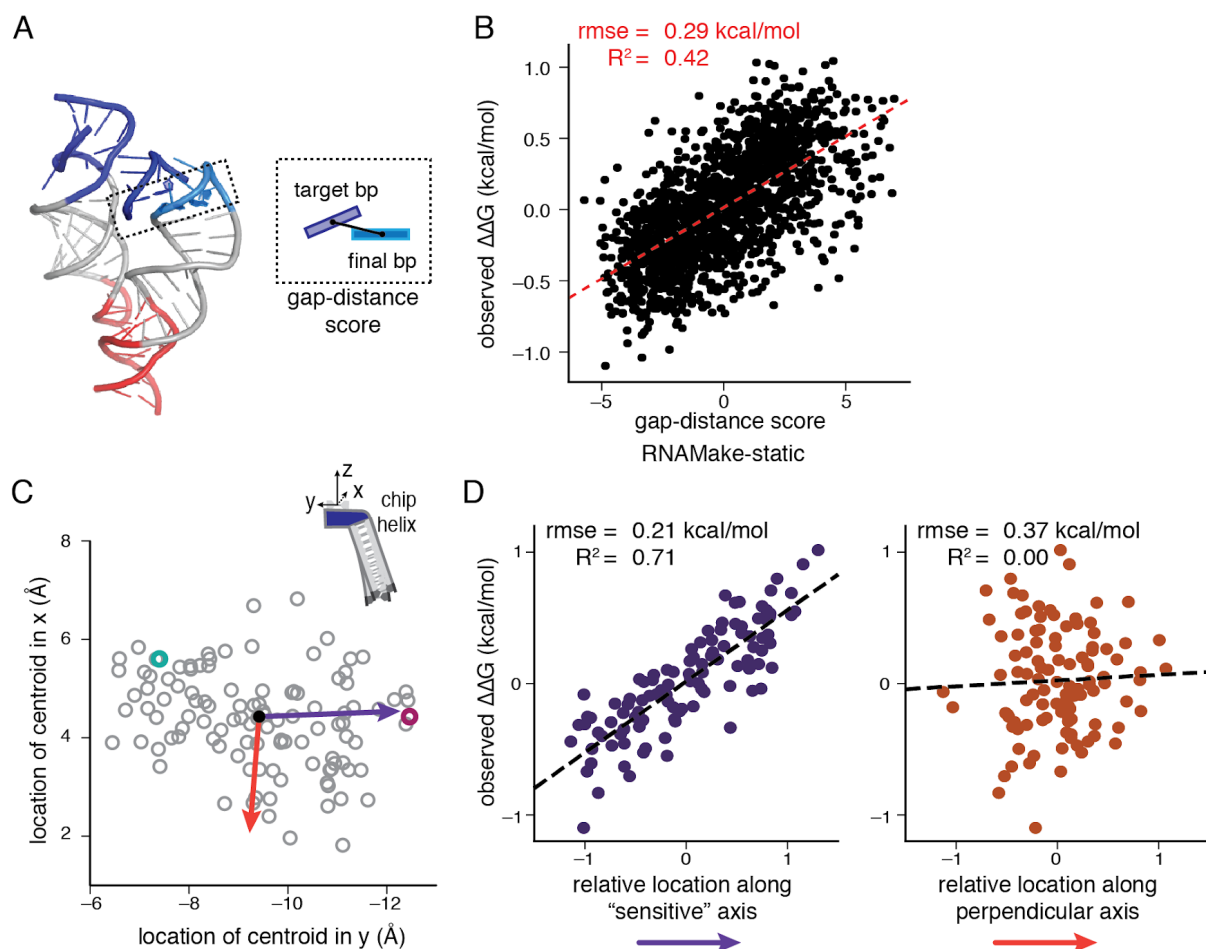 A
target bp
final bp
gap-distance
score
B
rmse = 0.29 kcal/mol
R² = 0.42
observed ΔΔG (kcal/mol)
1.0
0.5
0.0
−0.5
−1.0
−5
0
5
gap-distance score
RNAMake-static
C
z
y
x
chip
helix
location of centroid in x (Å)
8
6
4
2
−6
−8
−10
−12
location of centroid in y (Å)
D
rmse = 0.21 kcal/mol
R² = 0.71
observed ΔΔG (kcal/mol)
1
0
−1
−1
0
1
relative location along
“sensitive” axis
rmse = 0.37 kcal/mol
R² = 0.00
1
0
−1
−1
0
1
relative location along
perpendicular axis